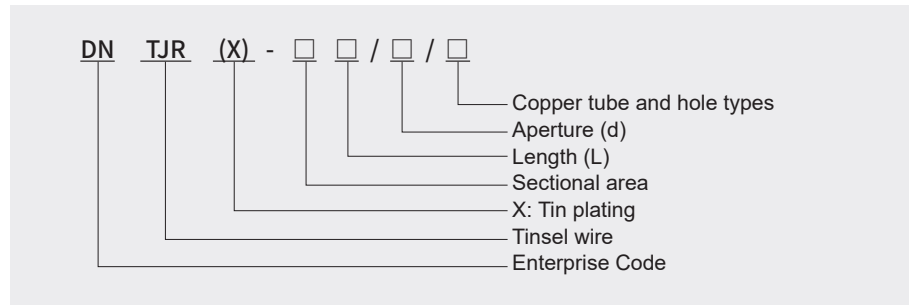 DN TJR (X) - □ □ / □ / □
Copper tube and hole types
Aperture (d)
Length (L)
Sectional area
X: Tin plating
Tinsel wire
Enterprise Code